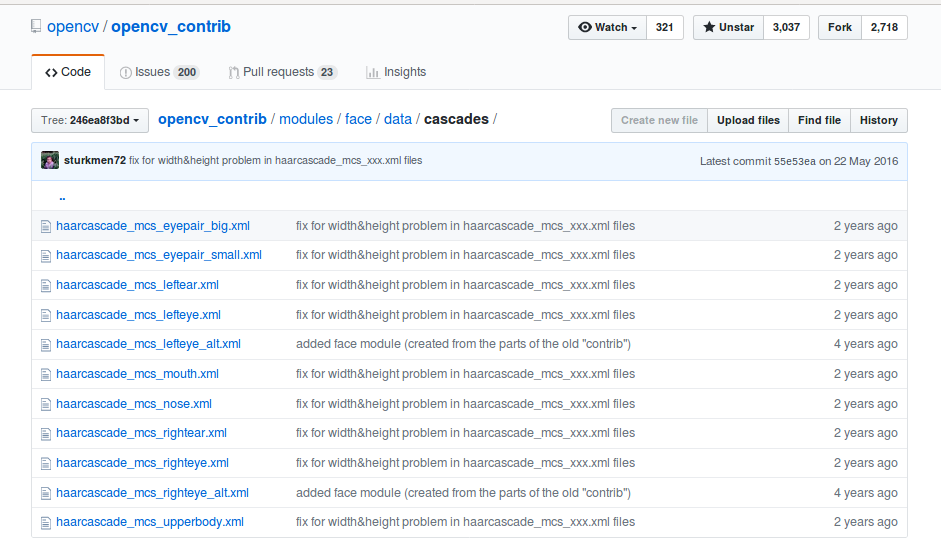 opencv / opencv_contrib Watch 321 Unstar 3,037 Fork 2,718
Code Issues 200 Pull requests 23 Insights
Tree: 246ea8f3bd opencv_contrib / modules / face / data / cascades / Create new file Upload files Find file History
sturkmen72 fix for width&height problem in haarcascade_mcs_xxx.xml files Latest commit 55e53ea on 22 May 2016
..
haarcascade_mcs_eyepair_big.xml fix for width&height problem in haarcascade_mcs_xxx.xml files 2 years ago
haarcascade_mcs_eyepair_small.xml fix for width&height problem in haarcascade_mcs_xxx.xml files 2 years ago
haarcascade_mcs_leftear.xml fix for width&height problem in haarcascade_mcs_xxx.xml files 2 years ago
haarcascade_mcs_lefteye.xml fix for width&height problem in haarcascade_mcs_xxx.xml files 2 years ago
haarcascade_mcs_lefteye_alt.xml added face module (created from the parts of the old "contrib") 4 years ago
haarcascade_mcs_mouth.xml fix for width&height problem in haarcascade_mcs_xxx.xml files 2 years ago
haarcascade_mcs_nose.xml fix for width&height problem in haarcascade_mcs_xxx.xml files 2 years ago
haarcascade_mcs_rightear.xml fix for width&height problem in haarcascade_mcs_xxx.xml files 2 years ago
haarcascade_mcs_righteye.xml fix for width&height problem in haarcascade_mcs_xxx.xml files 2 years ago
haarcascade_mcs_righteye_alt.xml added face module (created from the parts of the old "contrib") 4 years ago
haarcascade_mcs_upperbody.xml fix for width&height problem in haarcascade_mcs_xxx.xml files 2 years ago